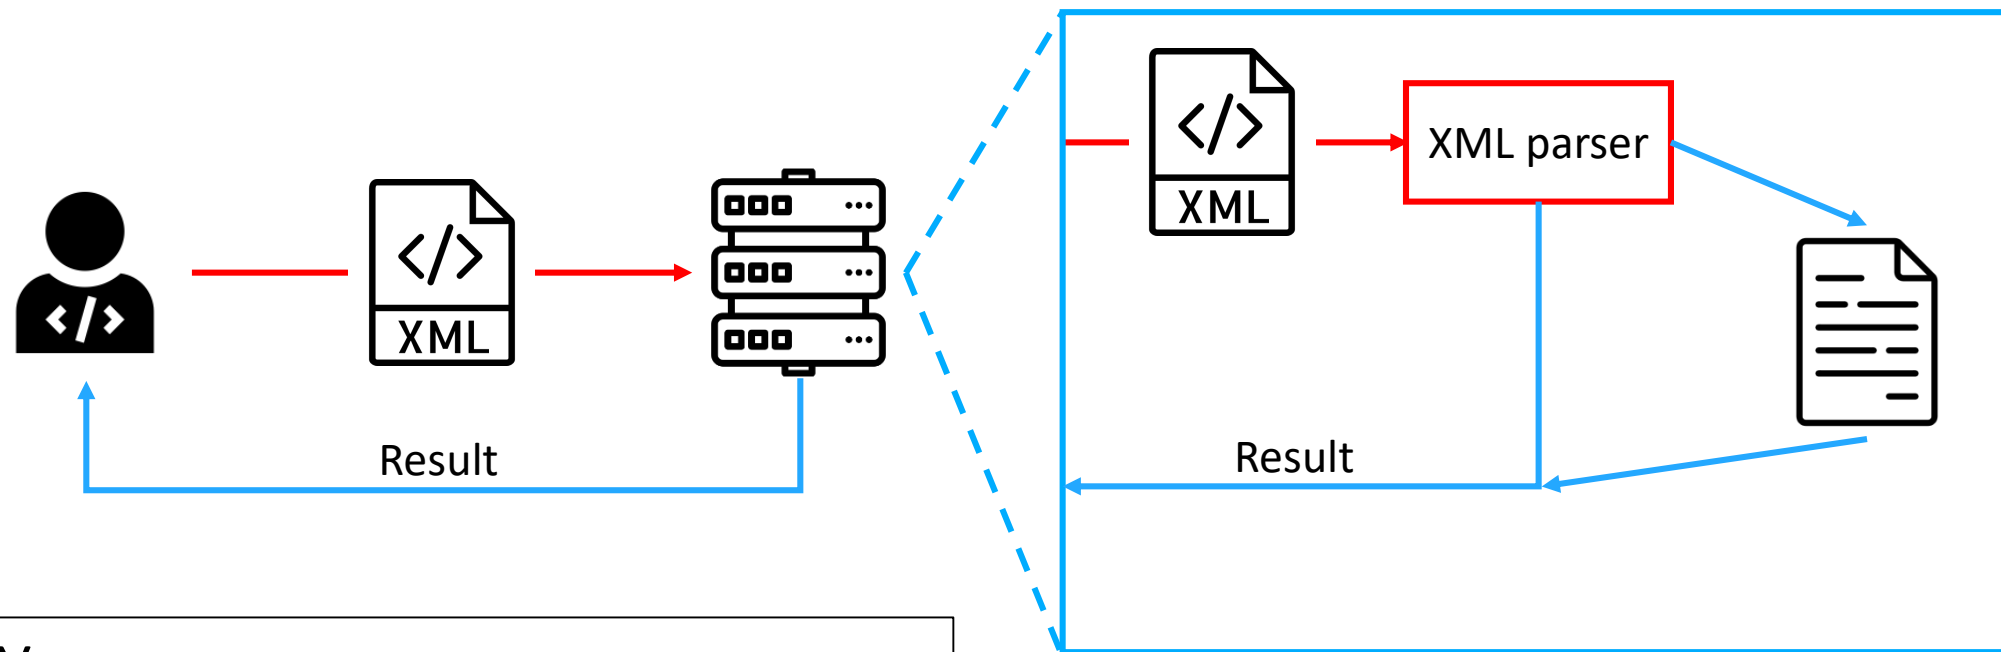 </>
XML
Result
</>
</>
XML
XML parser
Result